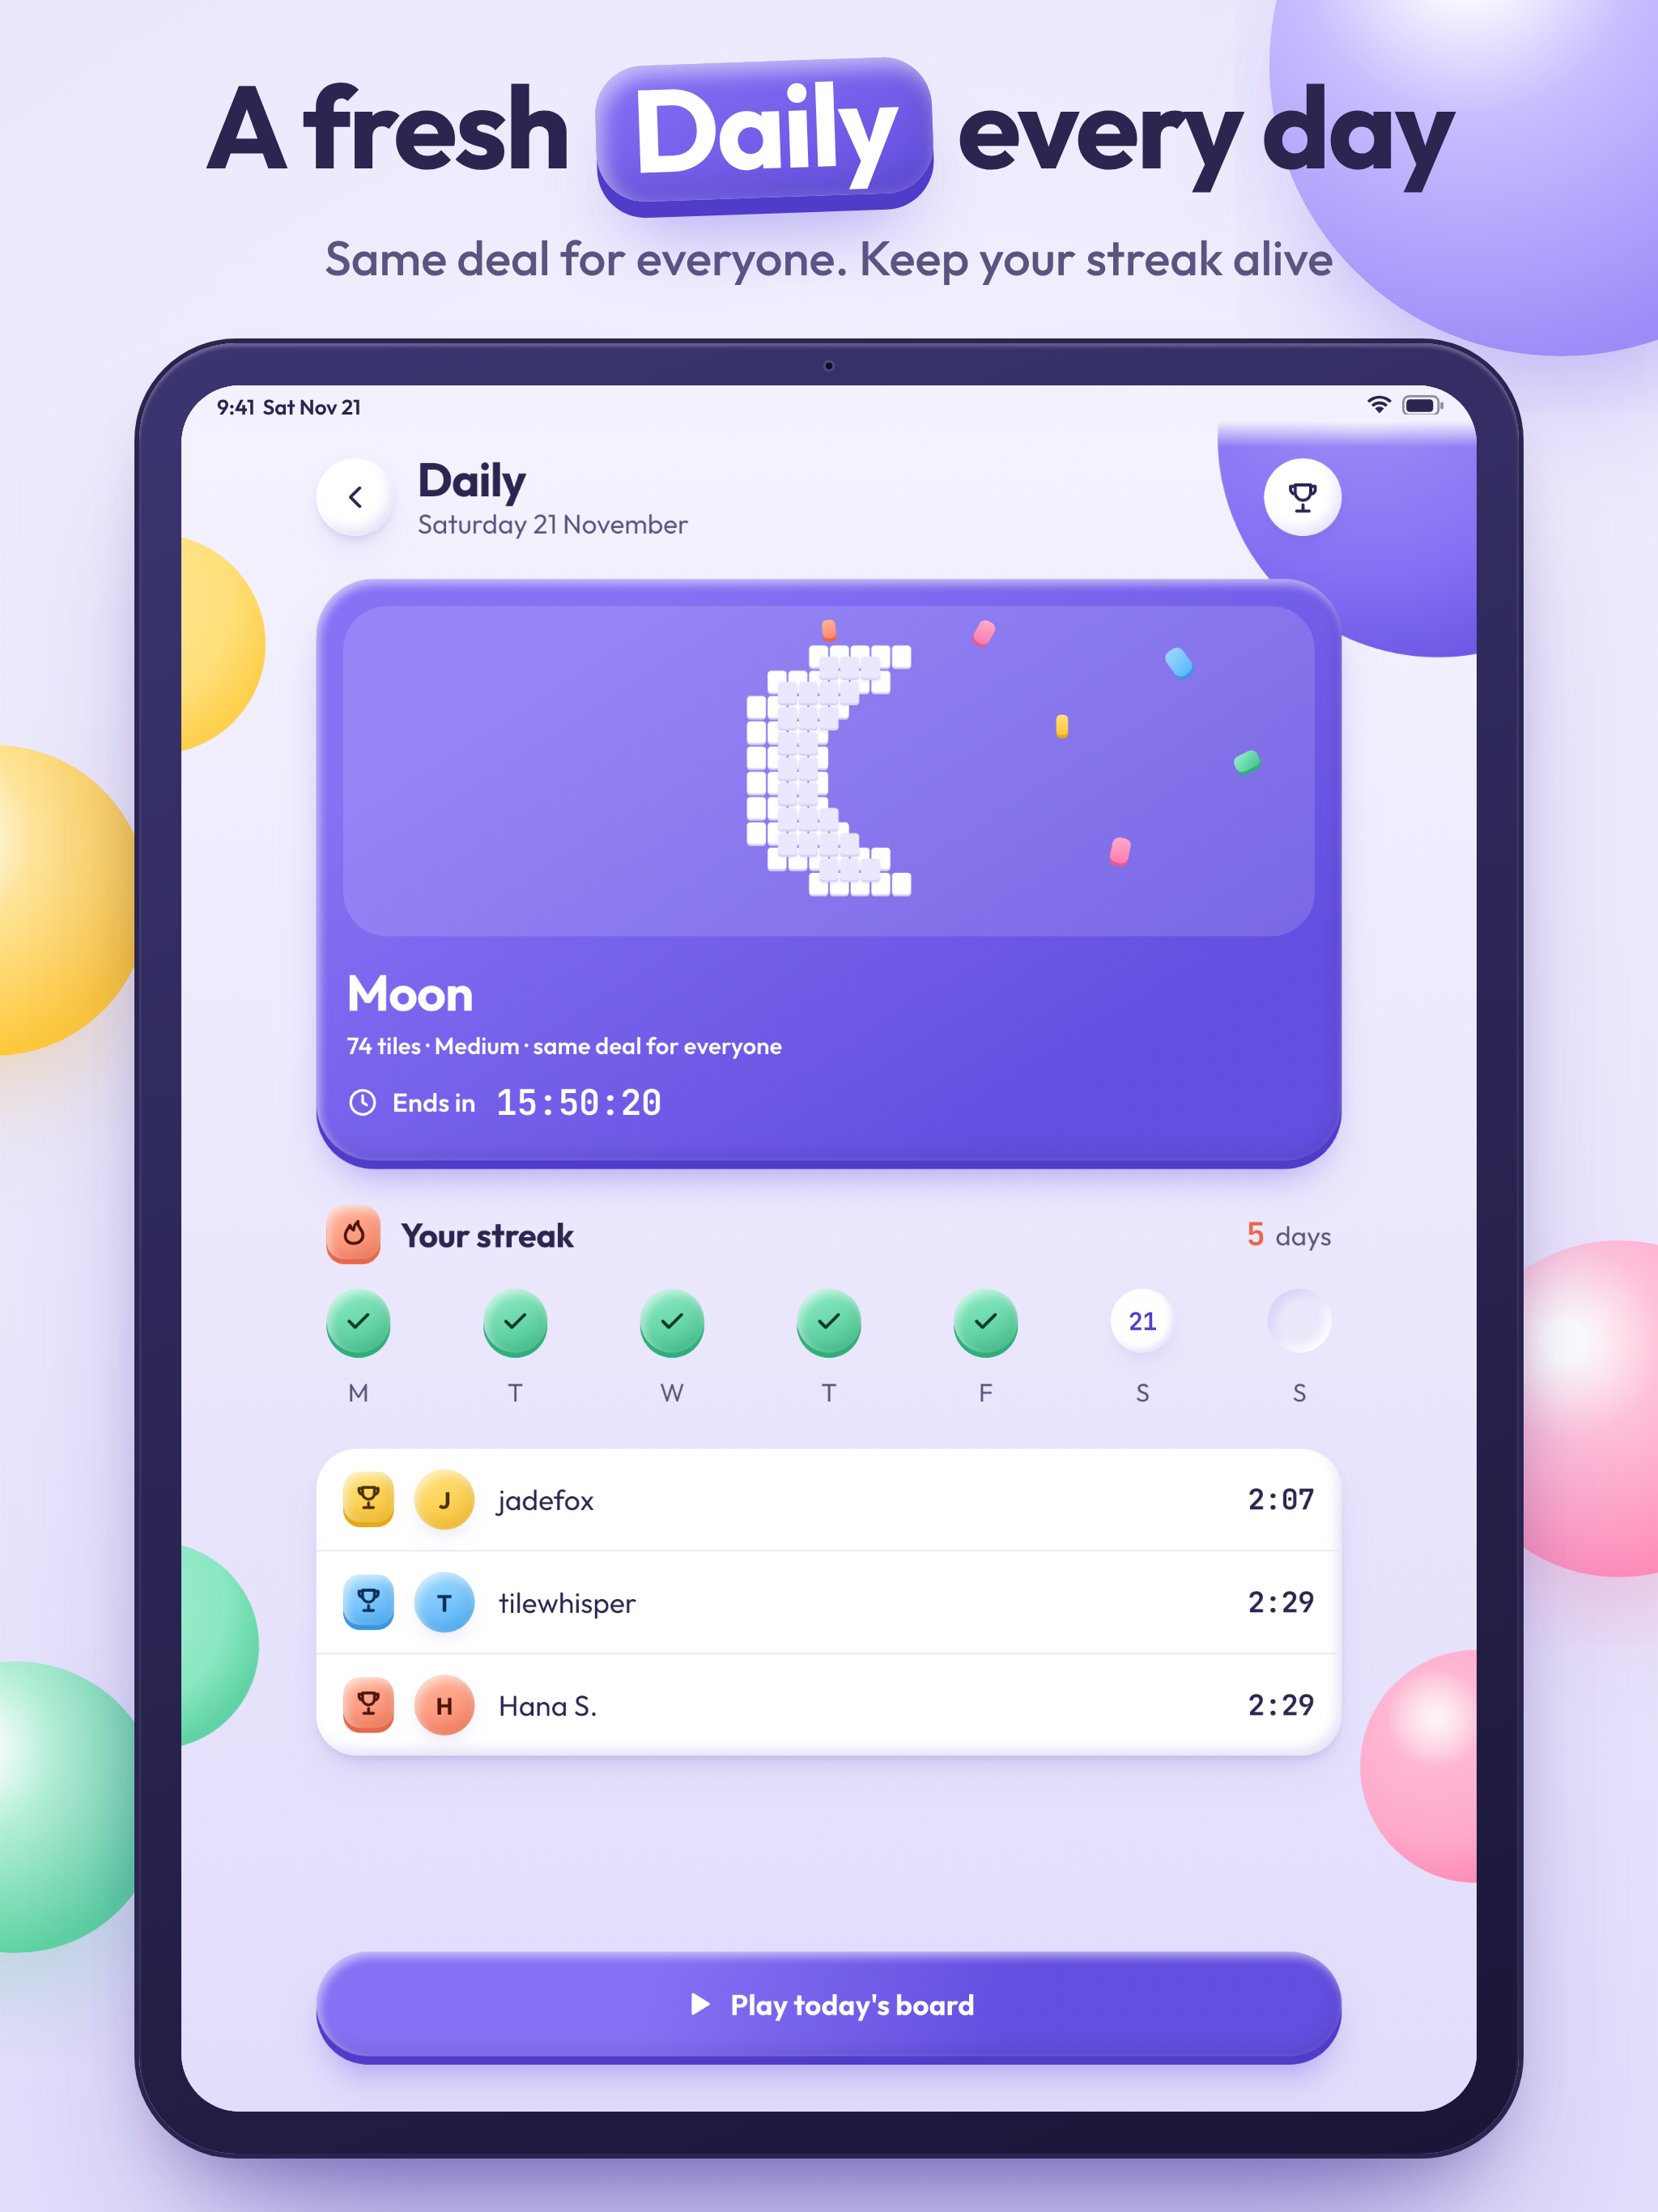 A fresh Daily every day
Same deal for everyone. Keep your streak alive
9:41 Sat Nov 21
Daily
Saturday 21 November
Moon
74 tiles · Medium · same deal for everyone
Ends in 15:50:20
Your streak
5 days
21
M T W T F S S
J jadefox 2:07
T tilewhisper 2:29
H Hana S. 2:29
Play today's board